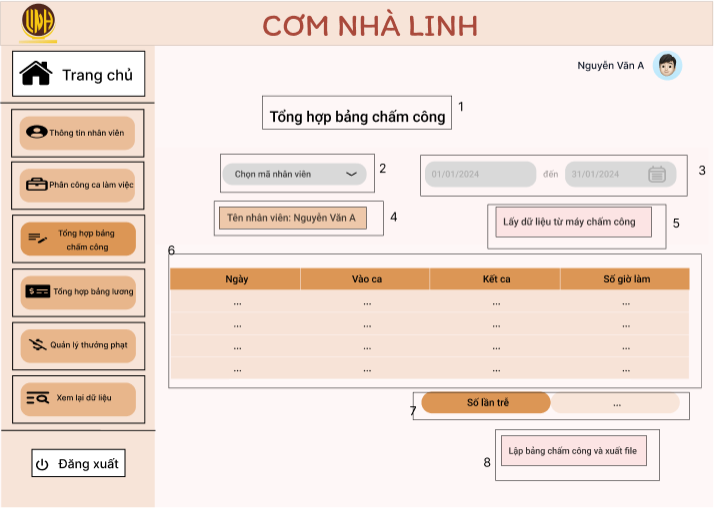 CƠM NHÀ LINH
Trang chủ
Nguyễn Văn A
Tổng hợp bảng chấm công
1
Thông tin nhân viên
Chọn mã nhân viên
2
01/01/2024 đến 31/01/2024
3
Phân công ca làm việc
Tên nhân viên: Nguyễn Văn A
4
Lấy dữ liệu từ máy chấm công
5
Tổng hợp bảng
chấm công
6
Ngày Vào ca Kết ca Số giờ làm
... ... ... ...
... ... ... ...
... ... ... ...
... ... ... ...
Tổng hợp bảng lương
Quản lý thưởng phạt
Xem lại dữ liệu
7
Số lần trễ ...
8
Lập bảng chấm công và xuất file
Đăng xuất